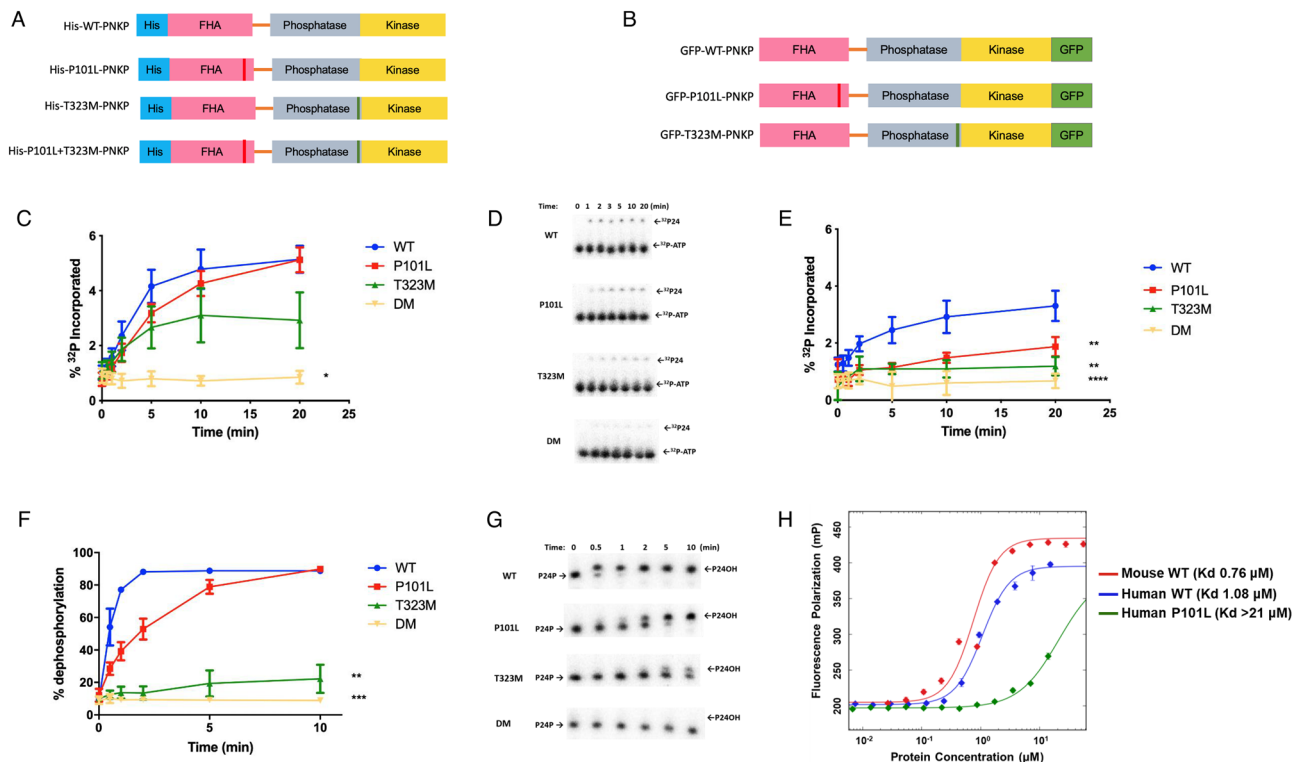 A
His-WT-PNKP
His FHA Phosphatase Kinase
His-P101L-PNKP
His FHA Phosphatase Kinase
His-T323M-PNKP
His FHA Phosphatase Kinase
His-P101L+T323M-PNKP
His FHA Phosphatase Kinase
B
GFP-WT-PNKP
FHA Phosphatase Kinase GFP
GFP-P101L-PNKP
FHA Phosphatase Kinase GFP
GFP-T323M-PNKP
FHA Phosphatase Kinase GFP
C
% ³²P Incorporated
6
4
2
0
0 5 10 15 20 25
Time (min)
WT
P101L
T323M
DM
*
D
Time: 0 1 2 3 5 10 20 (min)
WT
←³²P24
←³²P-ATP
P101L
←³²P24
←³²P-ATP
T323M
←³²P24
←³²P-ATP
DM
←³²P24
←³²P-ATP
E
% ³²P Incorporated
6
4
2
0
0 5 10 15 20 25
Time (min)
WT
P101L
T323M
DM
**
**
****
F
% dephosphorylation
100
80
60
40
20
0
0 1 2 3 4 5 6 7 8 9 10
Time (min)
WT
P101L
T323M
DM
**
***
G
Time: 0 0.5 1 2 5 10 (min)
WT
P24P→
←P24OH
P101L
P24P→
←P24OH
T323M
P24P→
←P24OH
DM
P24P→
←P24OH
H
Fluorescence Polarization (mP)
450
400
350
300
250
200
10⁻² 10⁻¹ 10⁰ 10¹
Protein Concentration (µM)
Mouse WT (Kd 0.76 µM)
Human WT (Kd 1.08 µM)
Human P101L (Kd >21 µM)